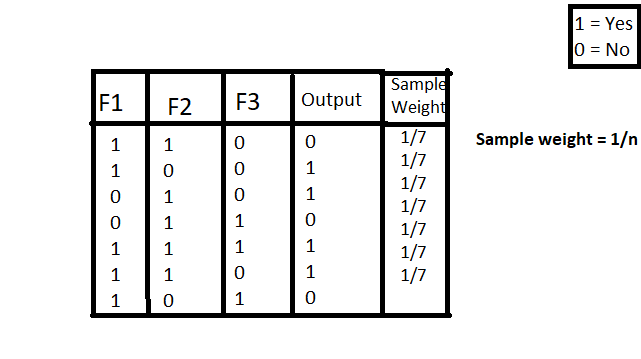 1 = Yes
0 = No
F1 F2 F3 Output Sample Weight
1 1 0 0 1/7
1 0 0 1 1/7
0 1 0 1 1/7
0 1 1 0 1/7
1 1 1 1 1/7
1 1 0 1 1/7
1 0 1 0 1/7
Sample weight = 1/n